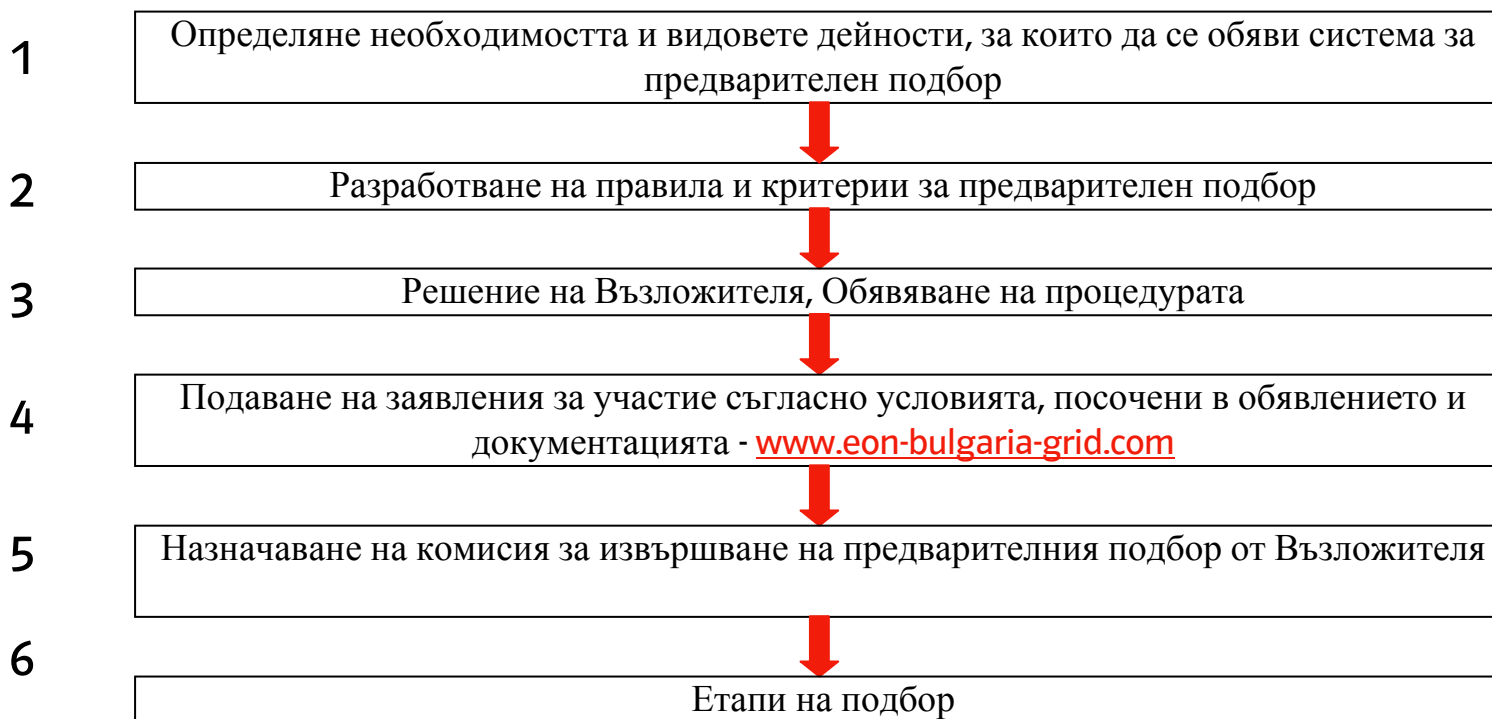 1
Определяне необходимостта и видовете дейности, за които да се обяви система за
предварителен подбор
2
Разработване на правила и критерии за предварителен подбор
3
Решение на Възложителя, Обявяване на процедурата
4
Подаване на заявления за участие съгласно условията, посочени в обявлението и
документацията - www.eon-bulgaria-grid.com
5
Назначаване на комисия за извършване на предварителния подбор от Възложителя
6
Етапи на подбор